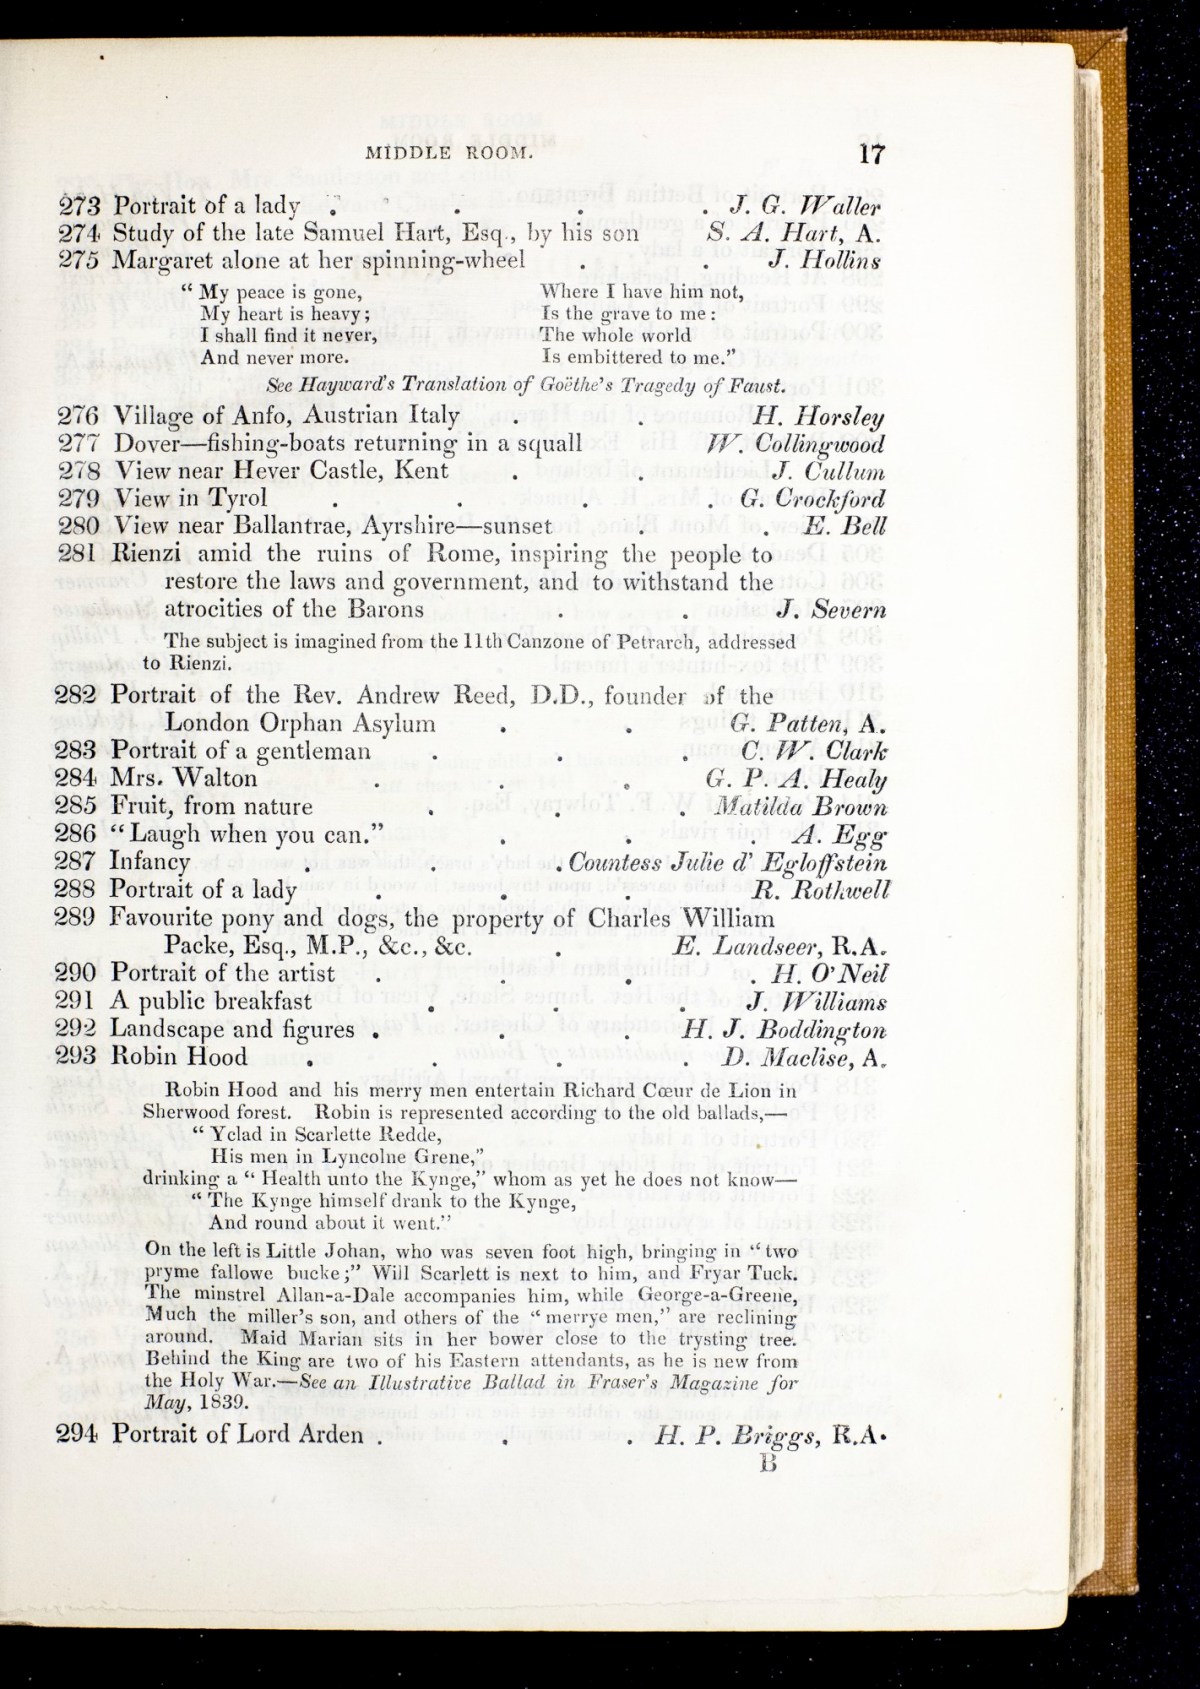 MIDDLE ROOM. 17
273 Portrait of a lady . . . . J. G. Waller
274 Study of the late Samuel Hart, Esq., by his son S. A. Hart, A.
275 Margaret alone at her spinning-wheel . . J. Hollins
“ My peace is gone,
My heart is heavy;
I shall find it never,
And never more.
Where I have him not,
Is the grave to me:
The whole world
Is embittered to me.”
See Hayward's Translation of Goëthe's Tragedy of Faust.
276 Village of Anfo, Austrian Italy . . H. Horsley
277 Dover—fishing-boats returning in a squall W. Collingwood
278 View near Hever Castle, Kent . . J. Cullum
279 View in Tyrol . . . . G. Crockford
280 View near Ballantrae, Ayrshire—sunset . . E. Bell
281 Rienzi amid the ruins of Rome, inspiring the people to
restore the laws and government, and to withstand the
atrocities of the Barons . . J. Severn
The subject is imagined from the 11th Canzone of Petrarch, addressed
to Rienzi.
282 Portrait of the Rev. Andrew Reed, D.D., founder of the
London Orphan Asylum . . G. Patten, A.
283 Portrait of a gentleman . . . C. W. Clark
284 Mrs. Walton . . . G. P. A. Healy
285 Fruit, from nature . . . Matilda Brown
286 “Laugh when you can.” . . . A. Egg
287 Infancy . . . Countess Julie d' Egloffstein
288 Portrait of a lady . . . R. Rothwell
289 Favourite pony and dogs, the property of Charles William
Packe, Esq., M.P., &c., &c. . E. Landseer, R.A.
290 Portrait of the artist . . . H. O'Neil
291 A public breakfast . . . J. Williams
292 Landscape and figures . . . H. J. Boddington
293 Robin Hood . . . D. Maclise, A.
Robin Hood and his merry men entertain Richard Cœur de Lion in
Sherwood forest. Robin is represented according to the old ballads,—
“ Yclad in Scarlette Redde,
His men in Lyncolne Grene,”
drinking a “ Health unto the Kynge,” whom as yet he does not know—
“ The Kynge himself drank to the Kynge,
And round about it went.”
On the left is Little Johan, who was seven foot high, bringing in “ two
pryme fallowe bucke;” Will Scarlett is next to him, and Fryar Tuck.
The minstrel Allan-a-Dale accompanies him, while George-a-Greene,
Much the miller's son, and others of the “ merrye men,” are reclining
around. Maid Marian sits in her bower close to the trysting tree.
Behind the King are two of his Eastern attendants, as he is new from
the Holy War.—See an Illustrative Ballad in Fraser's Magazine for
May, 1839.
294 Portrait of Lord Arden . . . H. P. Briggs, R.A.
B